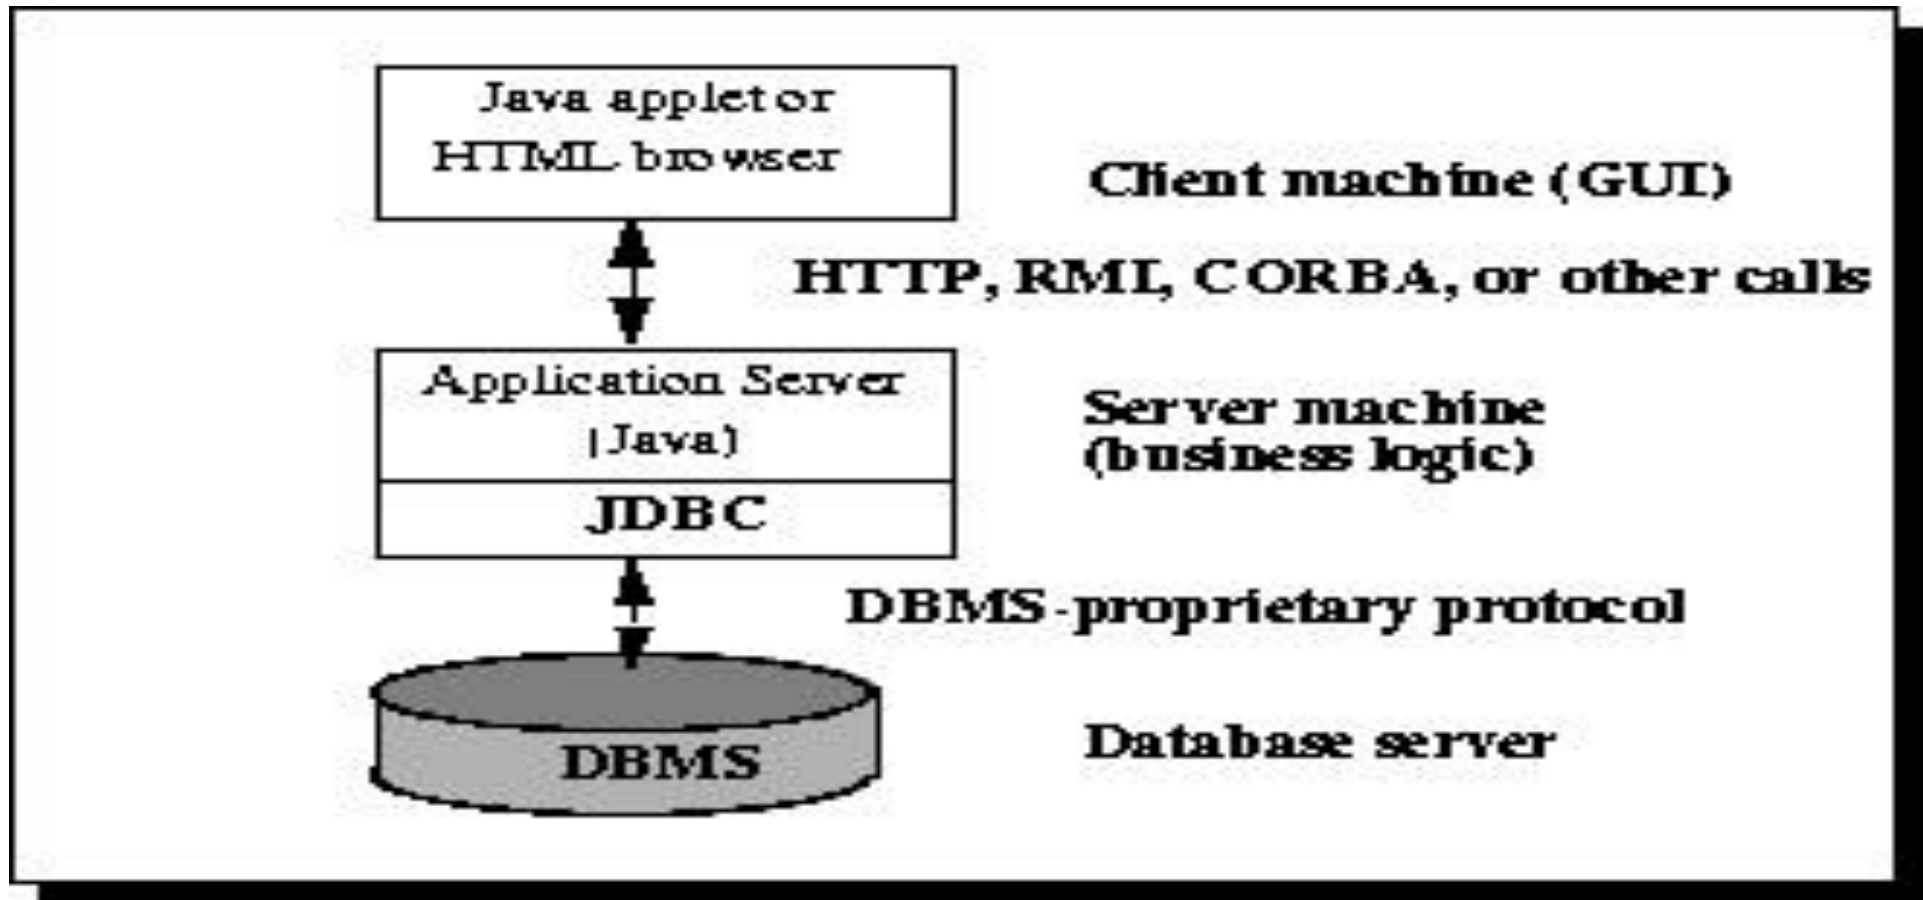 Java applet or
HTML browser
Client machine (GUI)
HTTP, RMI, CORBA, or other calls
Application Server
(Java)
Server machine
(business logic)
JDBC
DBMS-proprietary protocol
DBMS
Database server